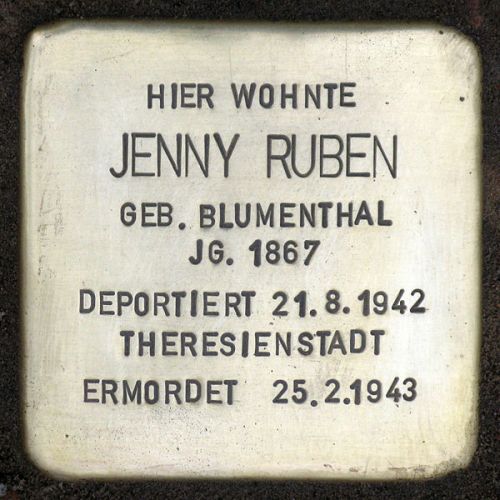 HIER WOHNTE
JENNY RUBEN
GEB. BLUMENTHAL
JG. 1867
DEPORTIERT 21.8.1942
THERESIENSTADT
ERMORDET 25.2.1943